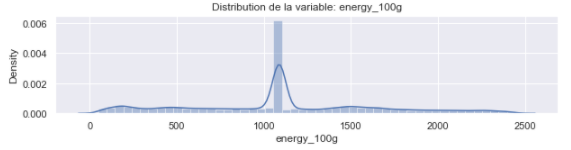 Distribution de la variable: energy_100g
0.006
0.004
0.002
0.000
Density
0 500 1000 1500 2000 2500
energy_100g